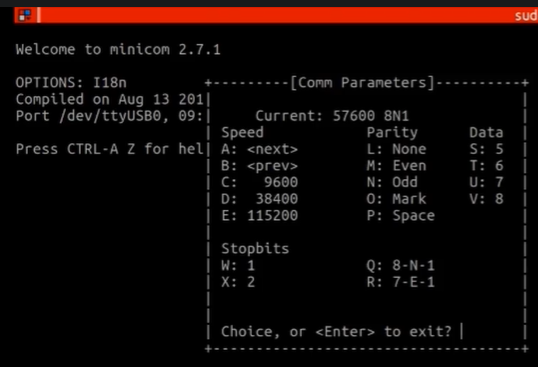 sud
Welcome to minicom 2.7.1
OPTIONS: I18n
Compiled on Aug 13 201
Port /dev/ttyUSB0, 09:
Press CTRL-A Z for hel
+---------[Comm Parameters]----------+
Current: 57600 8N1
Speed Parity Data
A: <next> L: None S: 5
B: <prev> M: Even T: 6
C: 9600 N: Odd U: 7
D: 38400 O: Mark V: 8
E: 115200 P: Space
Stopbits
W: 1 Q: 8-N-1
X: 2 R: 7-E-1
Choice, or <Enter> to exit?